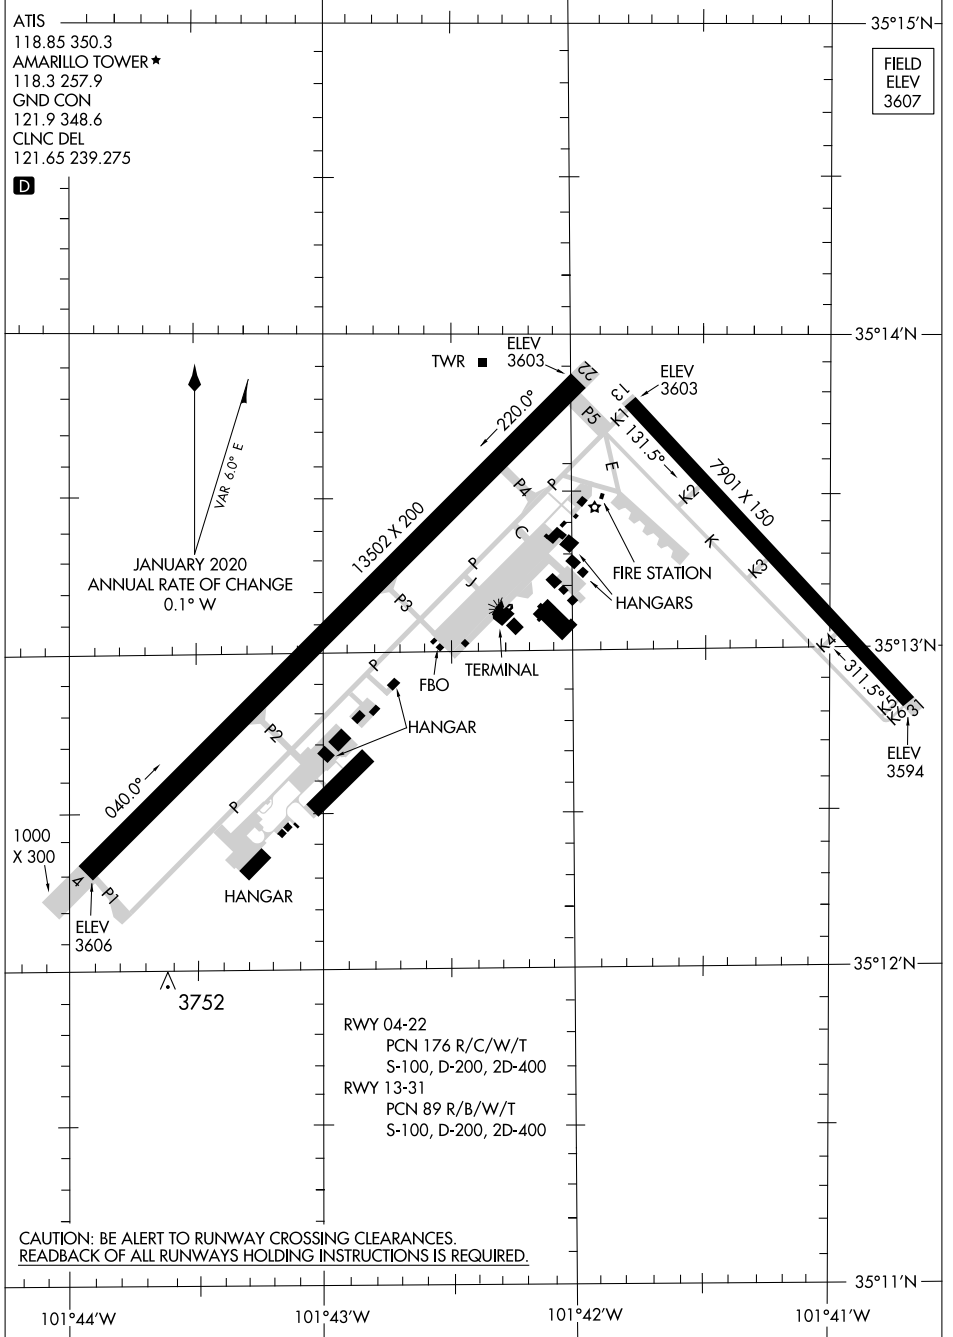 ATIS
118.85 350.3
AMARILLO TOWER★
118.3 257.9
GND CON
121.9 348.6
CLNC DEL
121.65 239.275
D
35°15'N
FIELD
ELEV
3607
35°14'N
TWR
ELEV
3603
22
220.0°
13
ELEV
3603
VAR 6.0° E
JANUARY 2020
ANNUAL RATE OF CHANGE
0.1° W
13502 X 200
P5
K1
131.5°
7901 X 150
E
K2
P4
P
C
K
K3
FIRE STATION
HANGARS
P
J
P3
K4
35°13'N
311.5°
K5
K6
31
ELEV
3594
TERMINAL
FBO
P
HANGAR
P2
040.0°
P
1000
X 300
4
P1
HANGAR
ELEV
3606
35°12'N
3752
RWY 04-22
PCN 176 R/C/W/T
S-100, D-200, 2D-400
RWY 13-31
PCN 89 R/B/W/T
S-100, D-200, 2D-400
CAUTION: BE ALERT TO RUNWAY CROSSING CLEARANCES.
READBACK OF ALL RUNWAYS HOLDING INSTRUCTIONS IS REQUIRED.
35°11'N
101°44'W
101°43'W
101°42'W
101°41'W